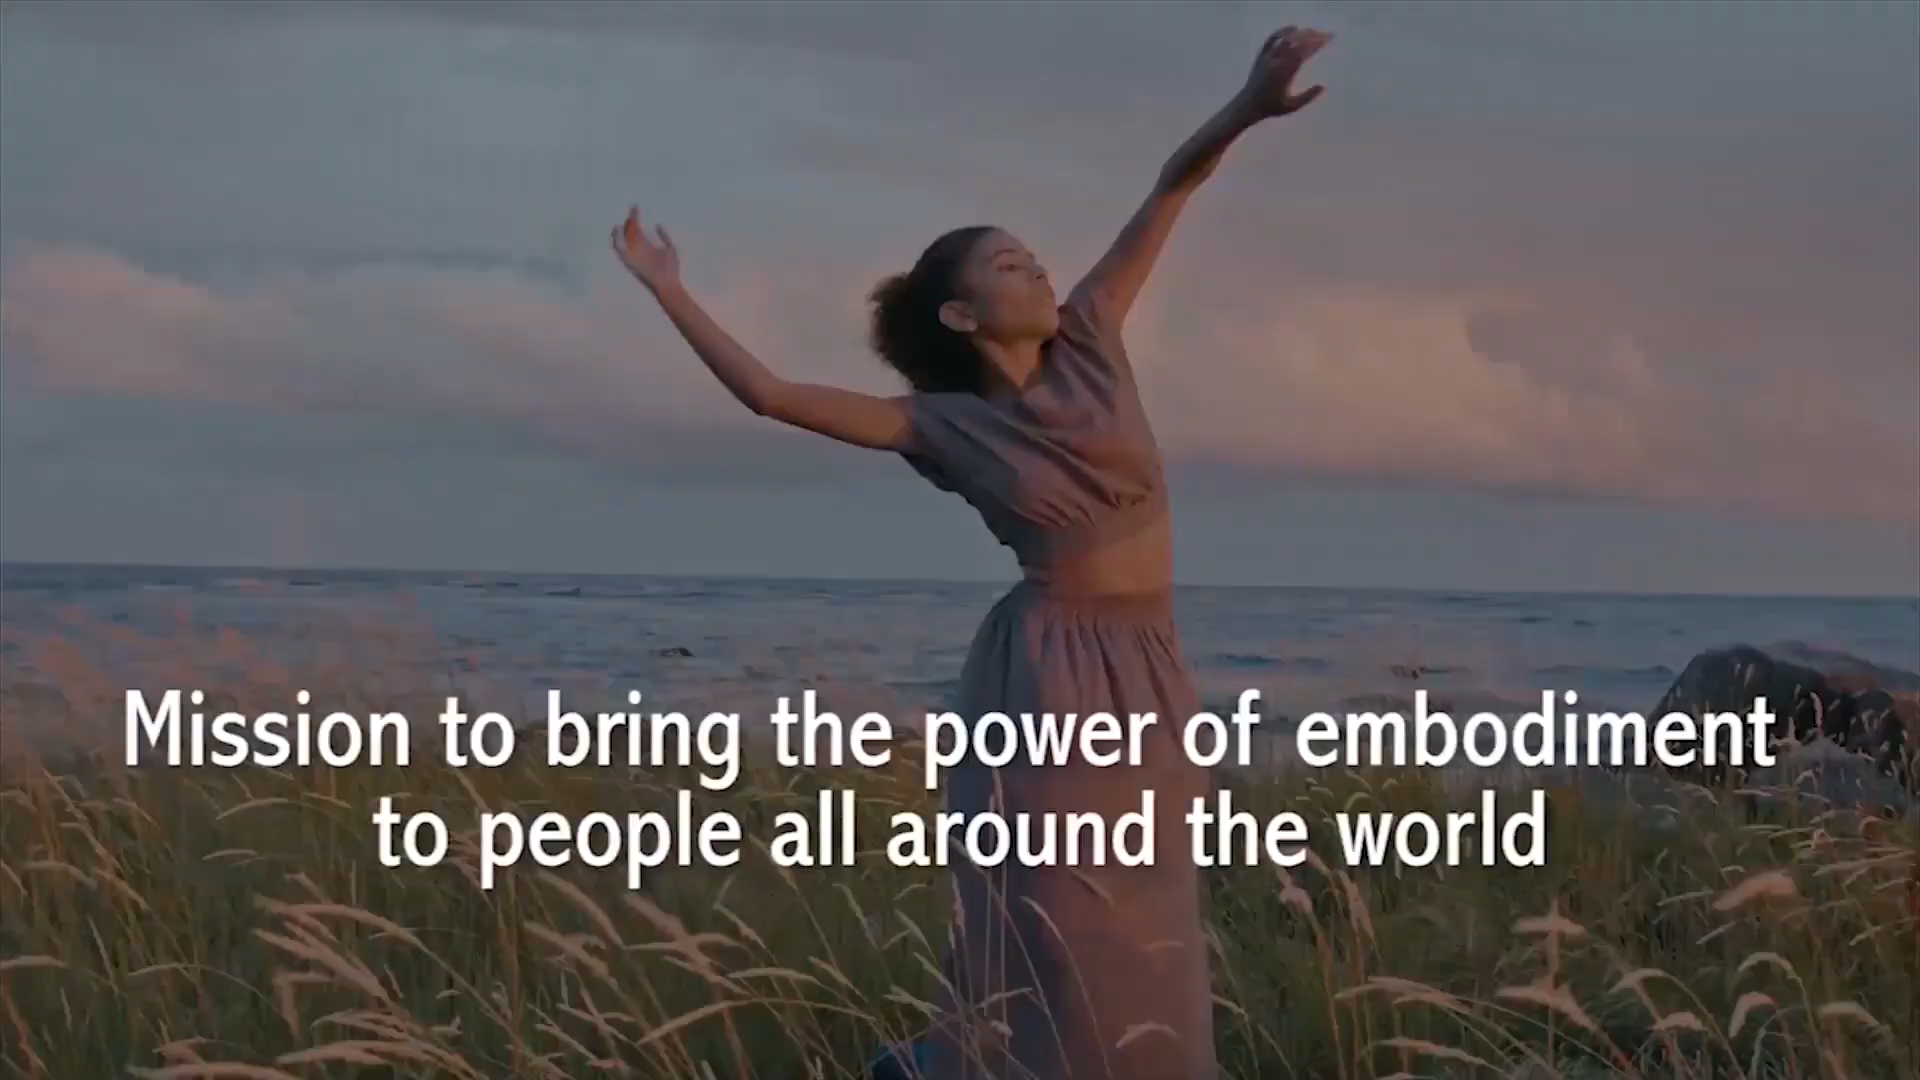 Mission to bring the power of embodiment
to people all around the world